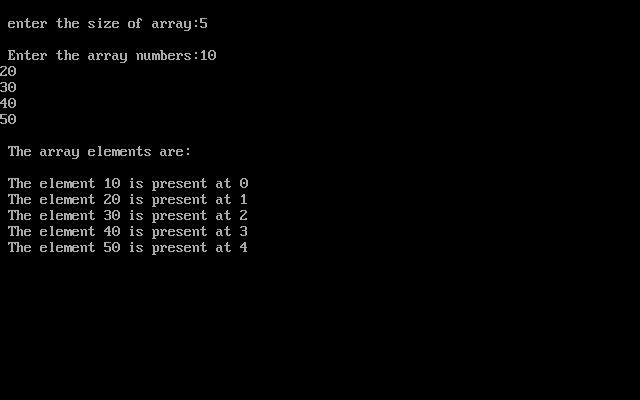 enter the size of array:5
Enter the array numbers:10
20
30
40
50
The array elements are:
The element 10 is present at 0
The element 20 is present at 1
The element 30 is present at 2
The element 40 is present at 3
The element 50 is present at 4